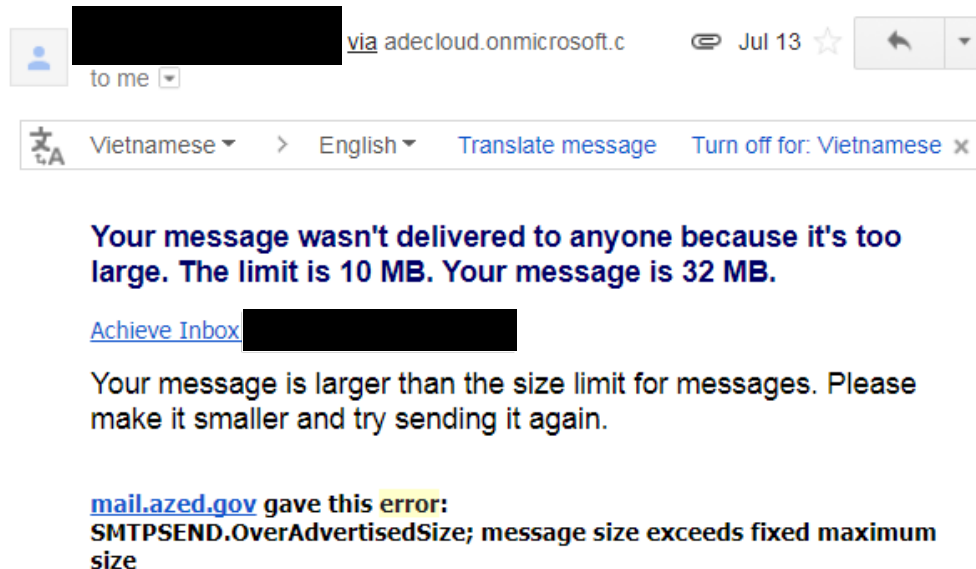 via adecloud.onmicrosoft.c Jul 13
to me
文A Vietnamese > English Translate message Turn off for: Vietnamese x
Your message wasn't delivered to anyone because it's too
large. The limit is 10 MB. Your message is 32 MB.
Achieve Inbox
Your message is larger than the size limit for messages. Please
make it smaller and try sending it again.
mail.azed.gov gave this error:
SMTPSEND.OverAdvertisedSize; message size exceeds fixed maximum
size